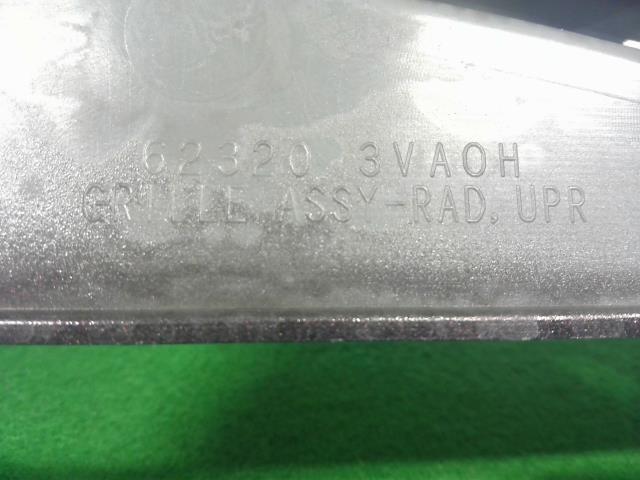 62320 3VA0H
GRILLE ASSY-RAD, UPR